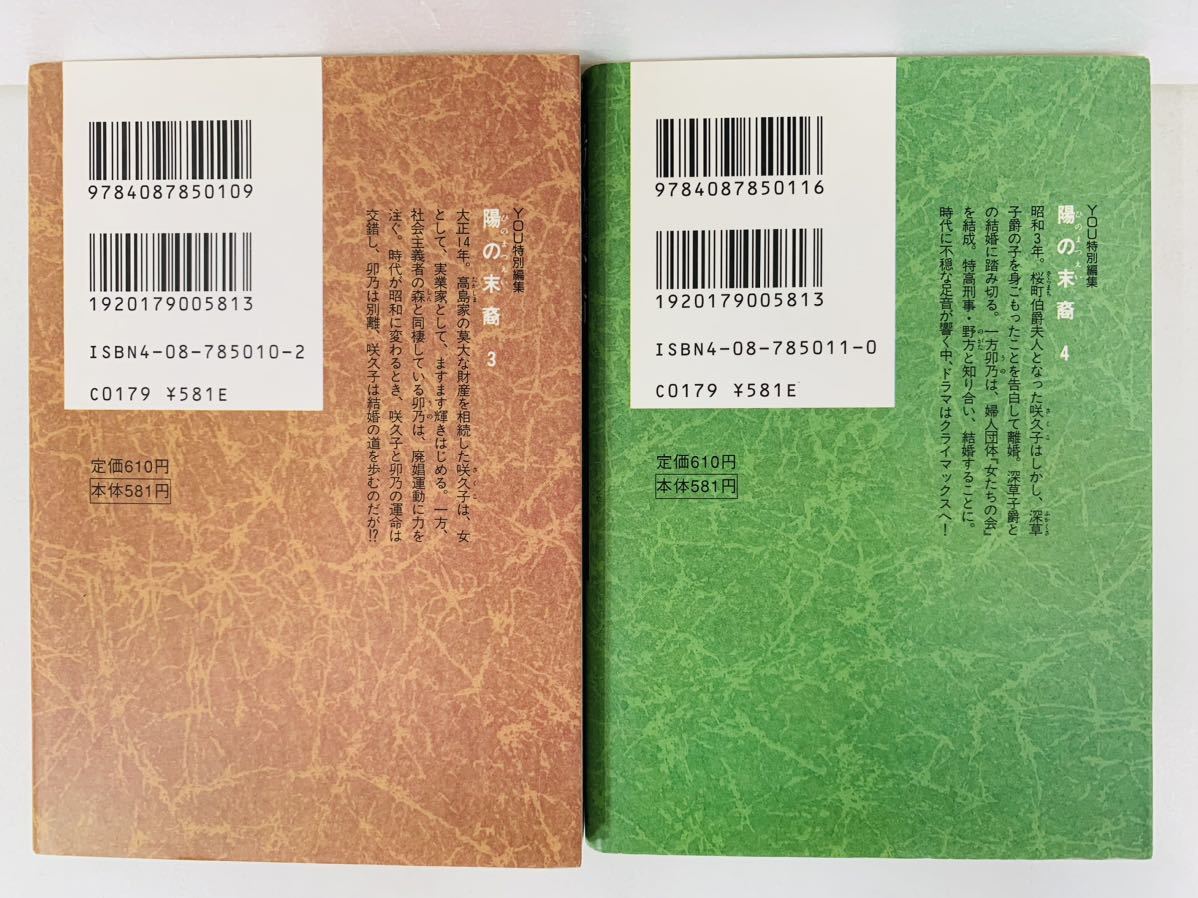 9784087850109
1920179005813
ISBN4-08-785010-2
C0179 ¥581E
定価610円
本体581円
YOU特別編集
ひのまつえい
陽の末裔 3
大正14年。高島家の莫大な財産を相続した咲久子は、女
として、実業家として、ますます輝きはじめる。一方、
社会主義者の森と同棲している卯乃は、廃娼運動に力を
注ぐ。時代が昭和に変わるとき、咲久子と卯乃の運命は
交錯し、卯乃は別離、咲久子は結婚の道を歩むのだが!?
9784087850116
1920179005813
ISBN4-08-785011-0
C0179 ¥581E
定価610円
本体581円
YOU特別編集
ひのまつえい
陽の末裔 4
昭和3年。桜町伯爵夫人となった咲久子はしかし、深草
子爵の子を身ごもったことを告白して離婚。深草子爵と
の結婚に踏み切る。一方卯乃は、婦人団体「女たちの会」
を結成。特高刑事・野方と知り合い、結婚することに。
時代に不穏な足音が響く中、ドラマはクライマックスへ!